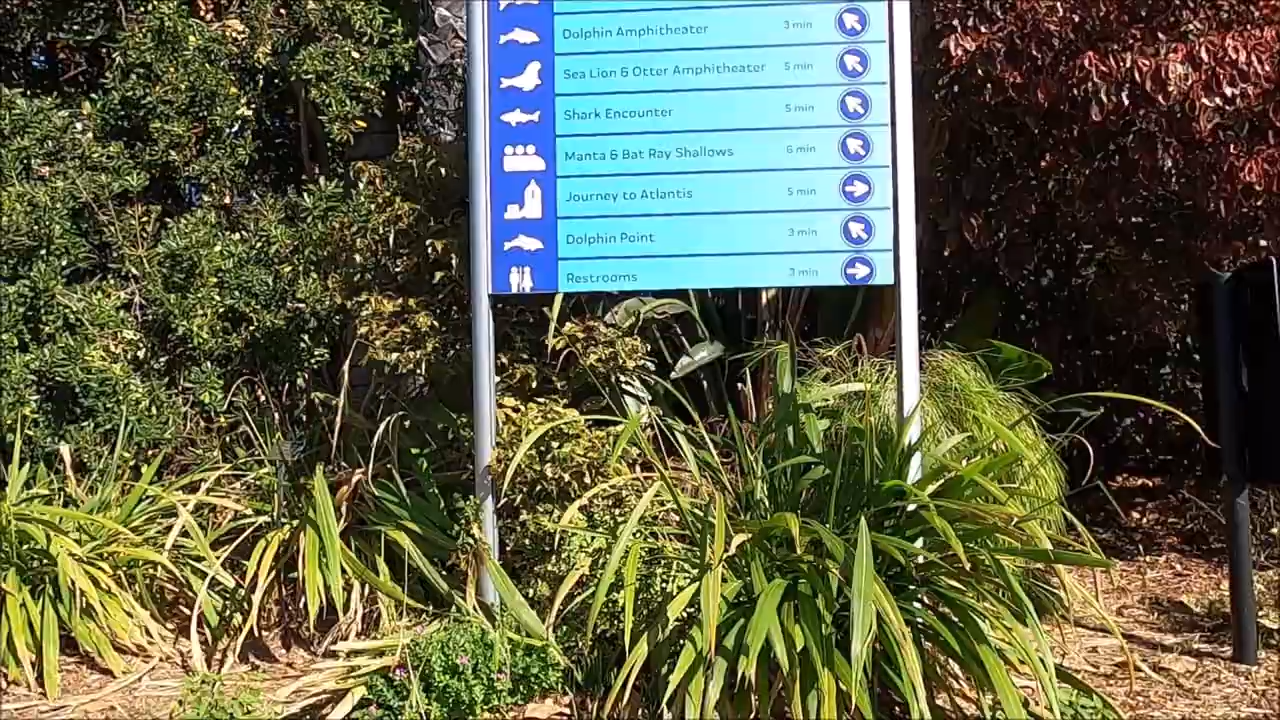 Dolphin Amphitheater 3 min
Sea Lion & Otter Amphitheater 5 min
Shark Encounter 5 min
Manta & Bat Ray Shallows 6 min
Journey to Atlantis 5 min
Dolphin Point 3 min
Restrooms 3 min